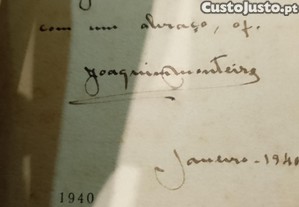 CustoJusto.pt
com um abraço, of.
Joaquim Monteiro
Janeiro - 1940
1940